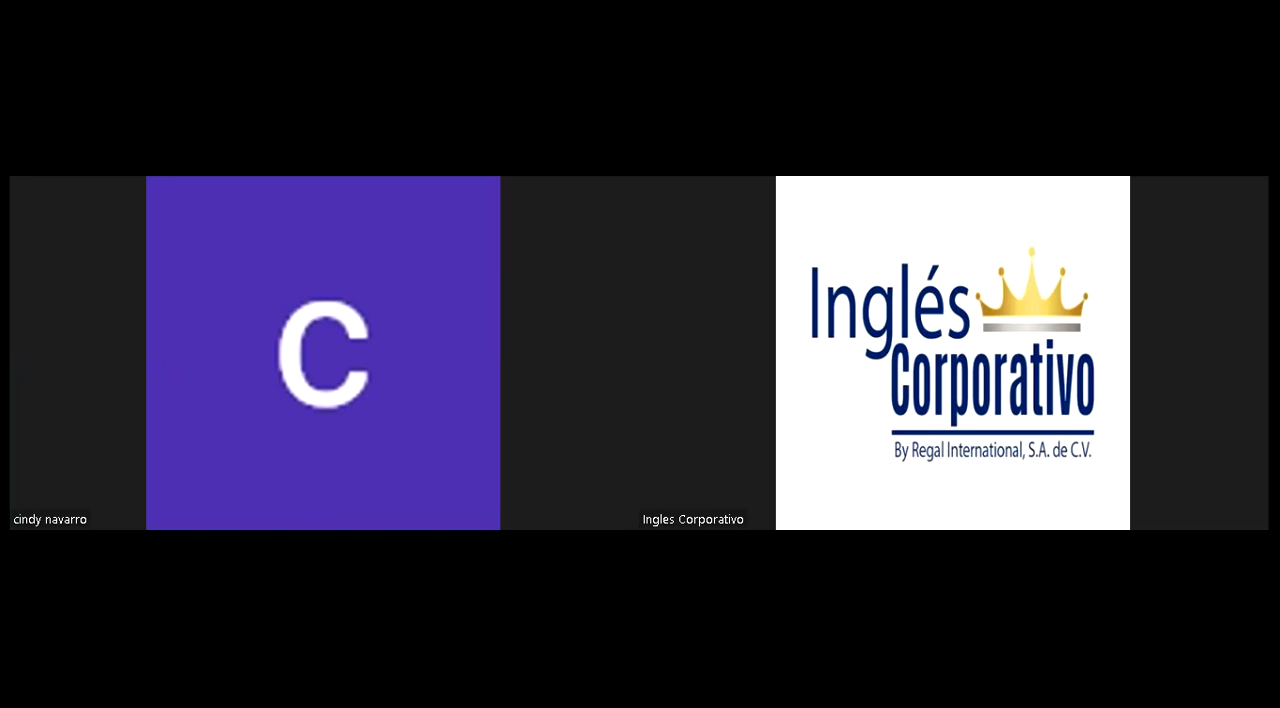 C
cindy navarro
Inglés
Corporativo
By Regal International, S.A. de C.V.
Ingles Corporativo